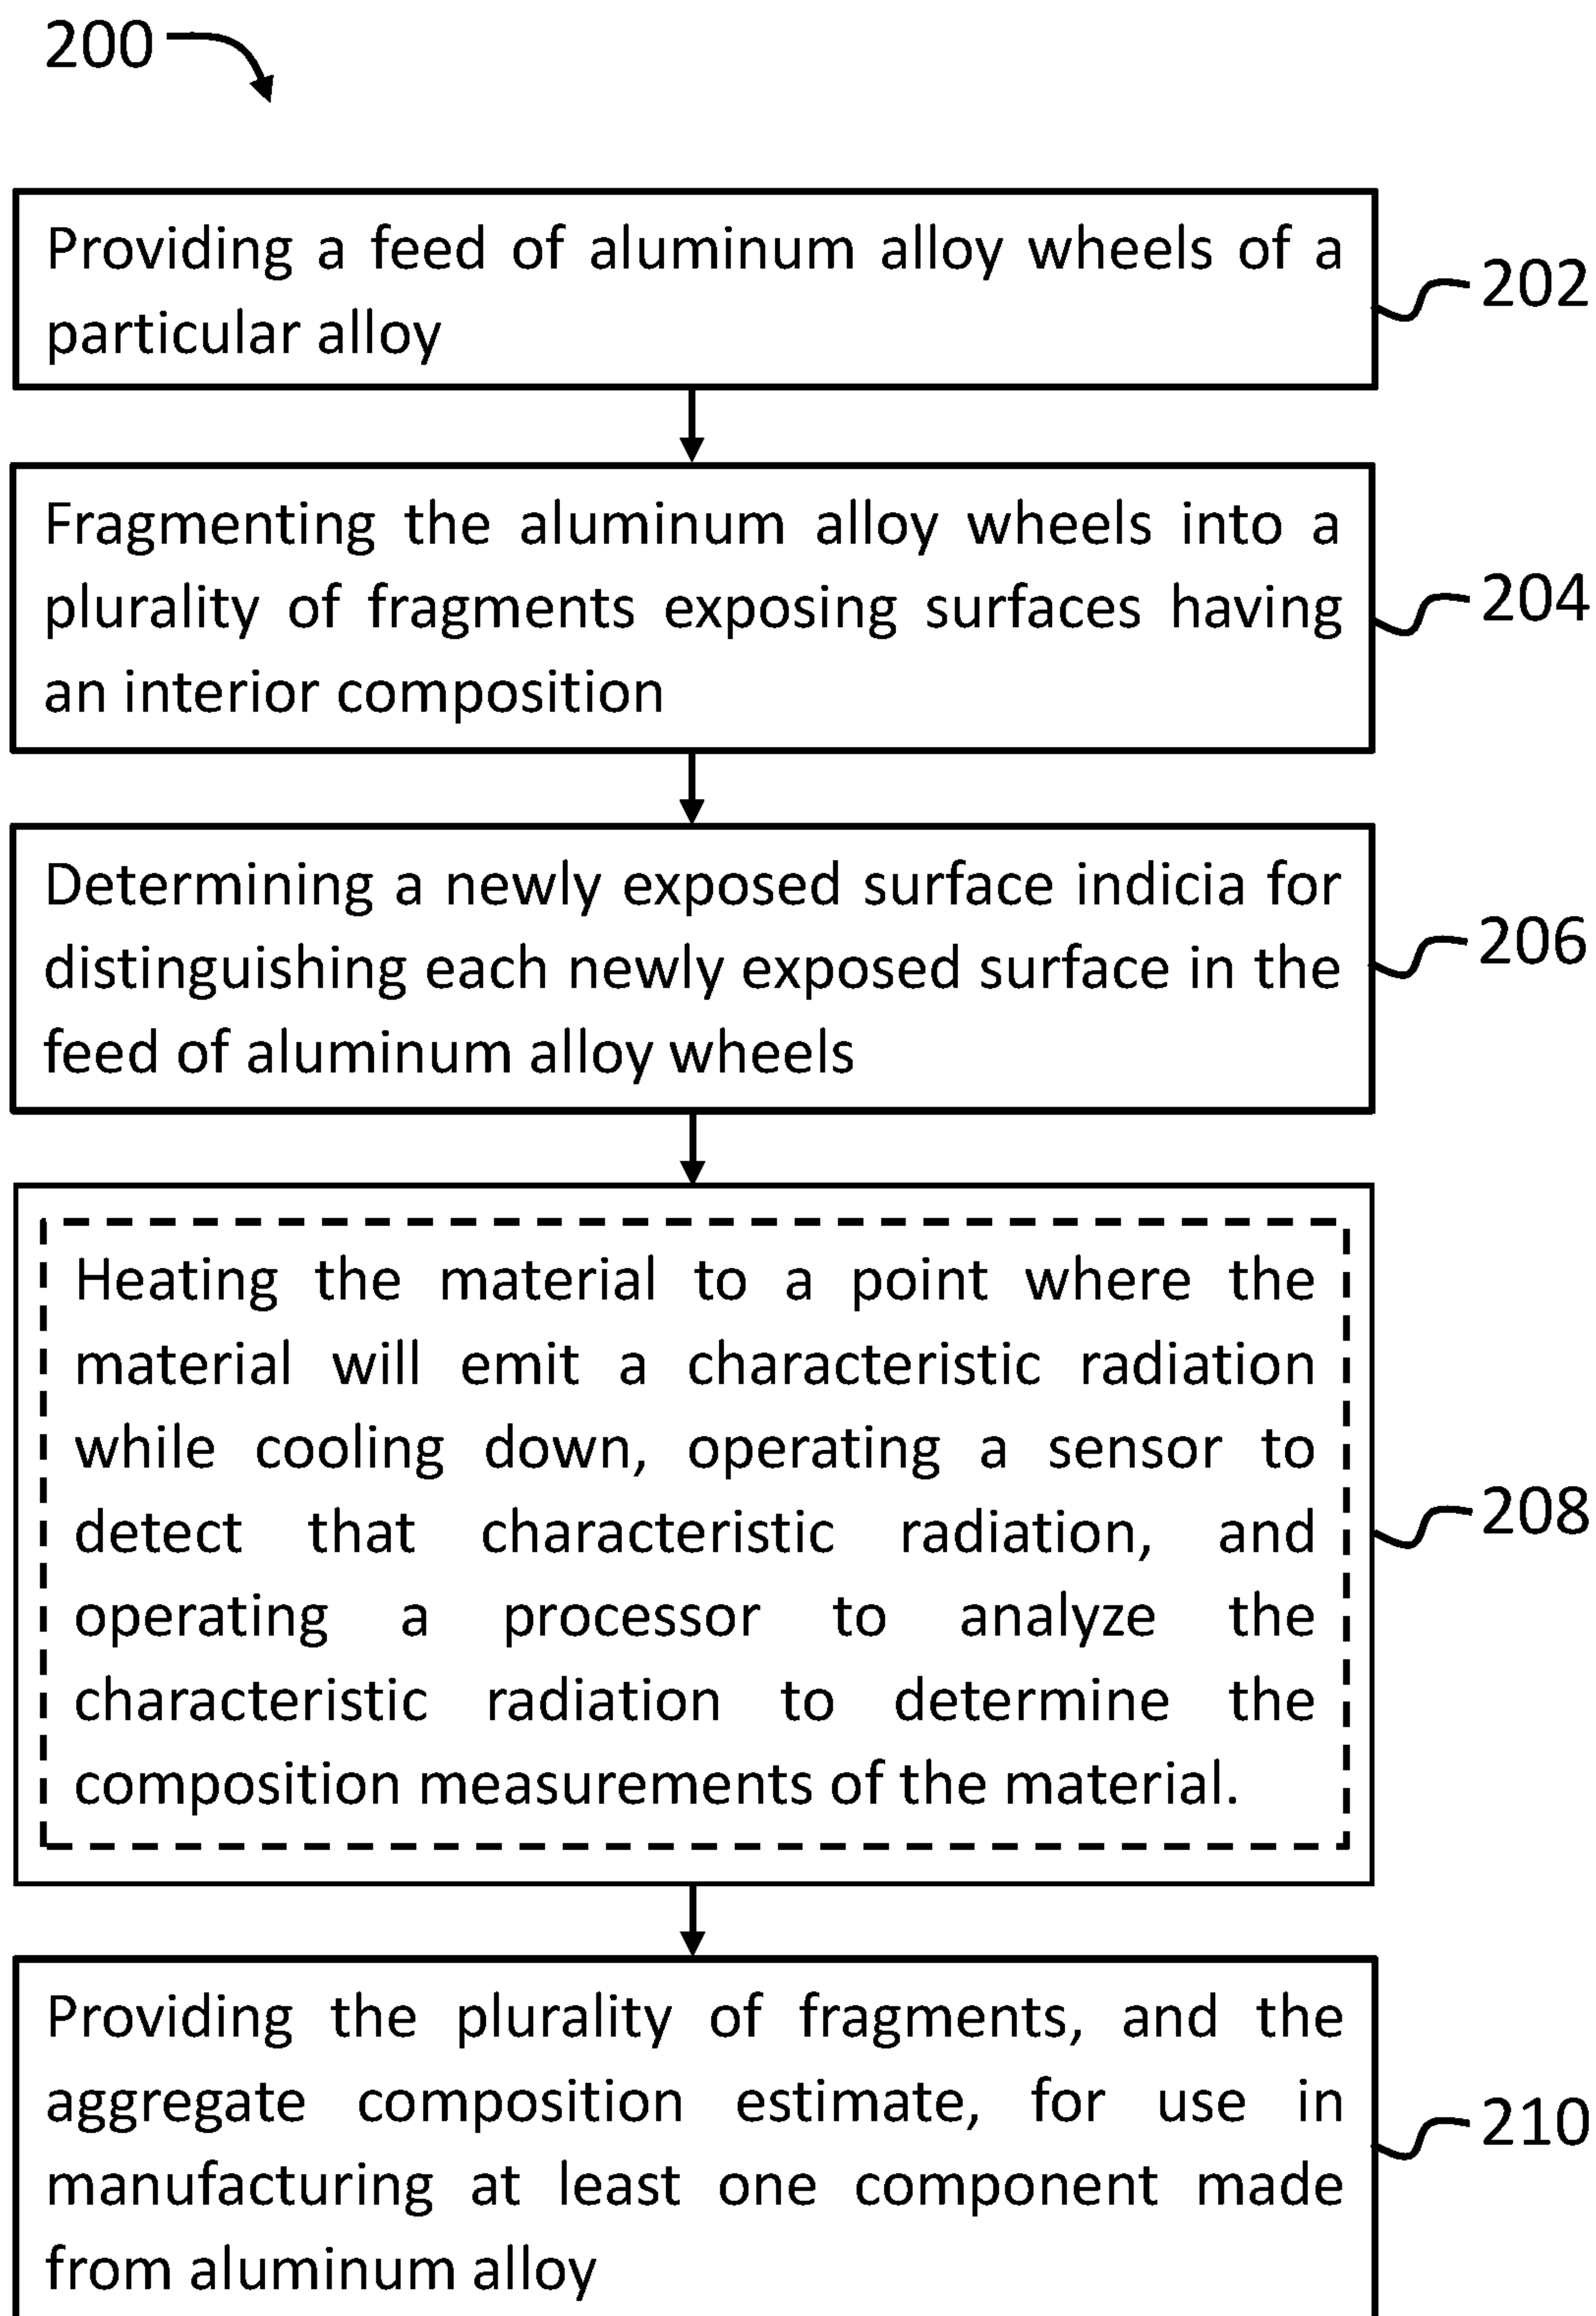 200
Providing a feed of aluminum alloy wheels of a
particular alloy
202
Fragmenting the aluminum alloy wheels into a
plurality of fragments exposing surfaces having
an interior composition
204
Determining a newly exposed surface indicia for
distinguishing each newly exposed surface in the
feed of aluminum alloy wheels
206
Heating the material to a point where the
material will emit a characteristic radiation
while cooling down, operating a sensor to
detect that characteristic radiation, and
operating a processor to analyze the
characteristic radiation to determine the
composition measurements of the material.
208
Providing the plurality of fragments, and the
aggregate composition estimate, for use in
manufacturing at least one component made
from aluminum alloy
210